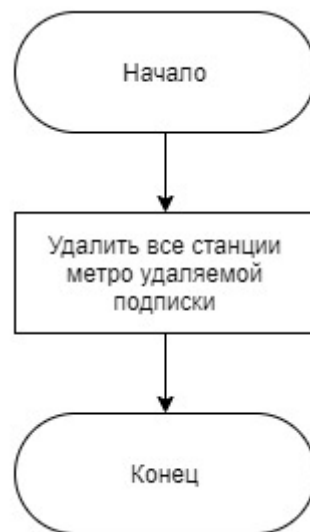 Начало
Удалить все станции
метро удаляемой
подписки
Конец